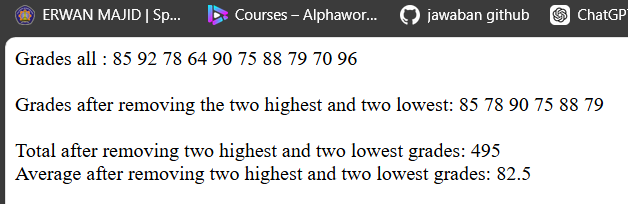 ERWAN MAJID | Sp... Courses – Alphawor... jawaban github ChatGP
Grades all : 85 92 78 64 90 75 88 79 70 96
Grades after removing the two highest and two lowest: 85 78 90 75 88 79
Total after removing two highest and two lowest grades: 495
Average after removing two highest and two lowest grades: 82.5